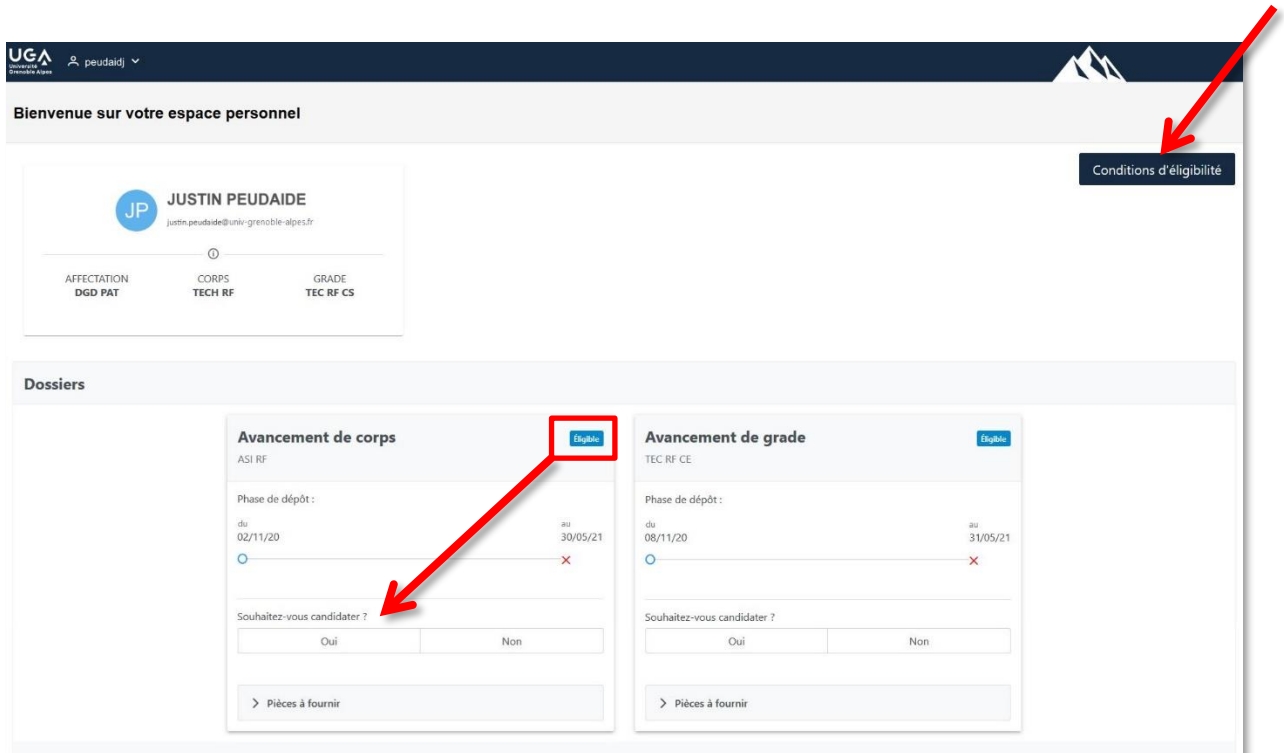 UGA
Université
Grenoble Alpes
peudaidj
Bienvenue sur votre espace personnel
Conditions d'éligibilité
JP
JUSTIN PEUDAIDE
justin.peudaide@univ-grenoble-alpes.fr
AFFECTATION CORPS GRADE
DGD PAT TECH RF TEC RF CS
Dossiers
Avancement de corps Éligible
ASI RF
Phase de dépôt :
du au
02/11/20 30/05/21
Souhaitez-vous candidater ?
Oui Non
Pièces à fournir
Avancement de grade Éligible
TEC RF CE
Phase de dépôt :
du au
08/11/20 31/05/21
Souhaitez-vous candidater ?
Oui Non
Pièces à fournir